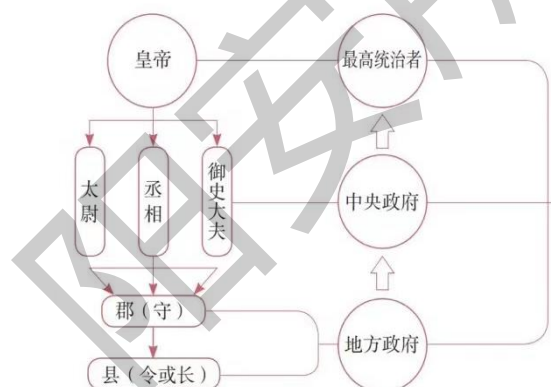 皇帝
最高统治者
太尉
丞相
御史大夫
中央政府
郡（守）
地方政府
县（令或长）